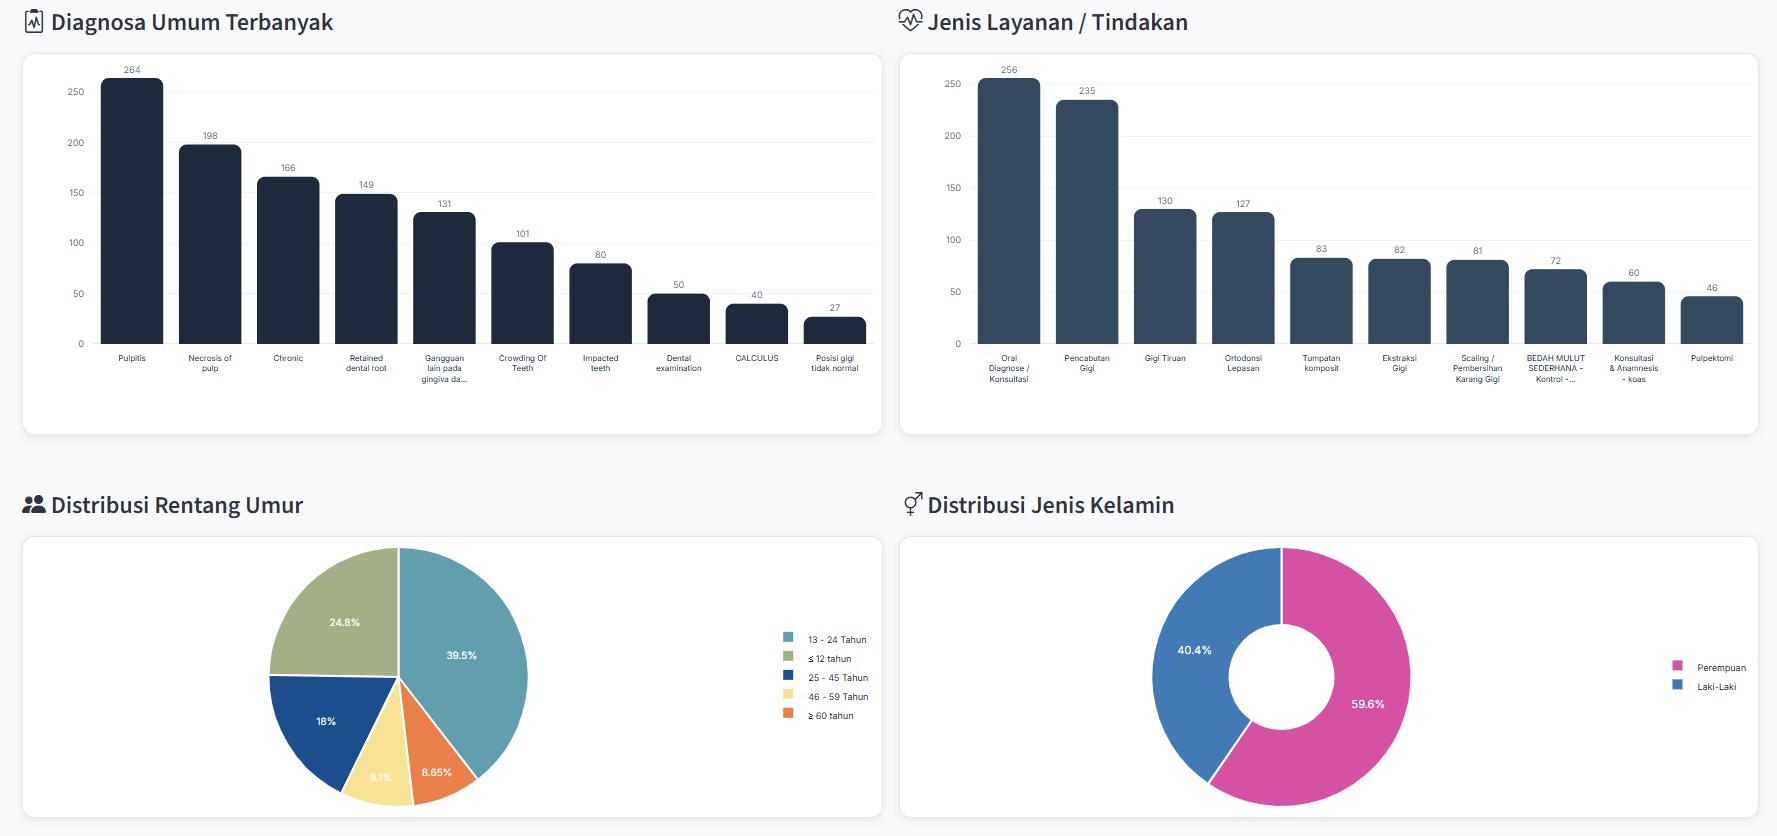 Diagnosa Umum Terbanyak
264
198
166
149
131
101
80
50
40
27
250
200
150
100
50
0
Pulpitis
Necrosis of
pulp
Chronic
Retained
dental root
Gangguan
lain pada
gingiva da...
Crowding Of
Teeth
Impacted
teeth
Dental
examination
CALCULUS
Posisi gigi
tidak normal
Jenis Layanan / Tindakan
256
235
130
127
83
82
81
72
60
46
250
200
150
100
50
0
Oral
Diagnose /
Konsultasi
Pencabutan
Gigi
Gigi Tiruan
Ortodonsi
Lepasan
Tumpatan
komposit
Ekstraksi
Gigi
Scaling /
Pembersihan
Karang Gigi
BEDAH MULUT
SEDERHANA -
Kontrol -...
Konsultasi
& Anamnesis
- koas
Pulpektomi
Distribusi Rentang Umur
24.8%
39.5%
18%
9.1%
8.65%
13 - 24 Tahun
≤ 12 tahun
25 - 45 Tahun
46 - 59 Tahun
≥ 60 tahun
Distribusi Jenis Kelamin
40.4%
59.6%
Perempuan
Laki-Laki